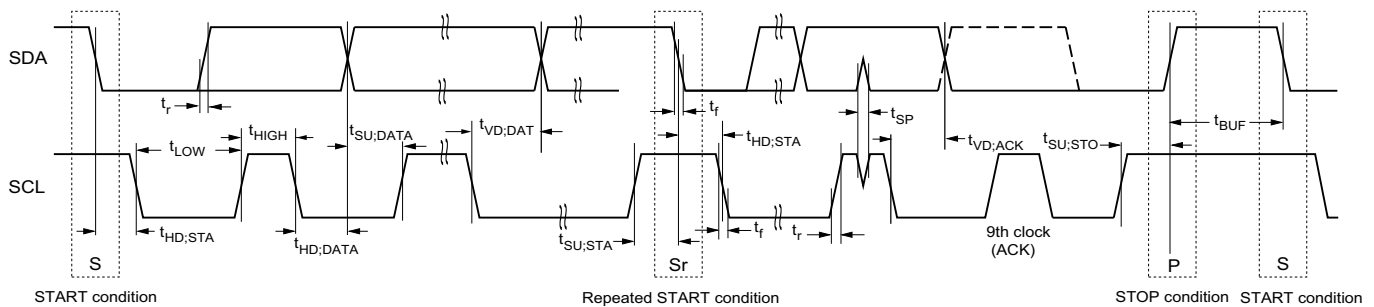 SDA
t_r
t_HIGH
t_SU;DATA
t_VD;DAT
t_f
t_SP
t_BUF
t_LOW
t_HD;STA
t_VD;ACK
t_SU;STO
SCL
t_HD;STA
t_HD;DATA
t_SU;STA
t_f
t_r
9th clock
(ACK)
S
Sr
P
S
START condition
Repeated START condition
STOP condition
START condition